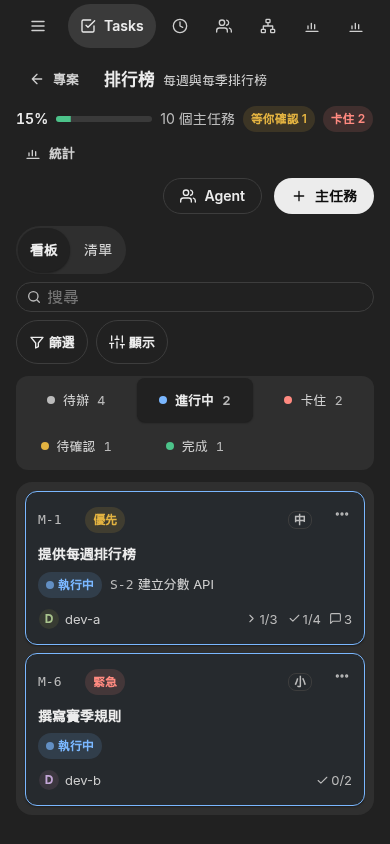 Tasks
專案 排行榜 每週與每季排行榜
15% 10 個主任務 等你確認 1 卡住 2
統計
Agent 主任務
看板 清單
搜尋
篩選 顯示
待辦 4 進行中 2 卡住 2
待確認 1 完成 1
M-1 優先 中
提供每週排行榜
執行中 S-2 建立分數 API
D dev-a 1/3 1/4 3
M-6 緊急 小
撰寫賽季規則
執行中
D dev-b 0/2